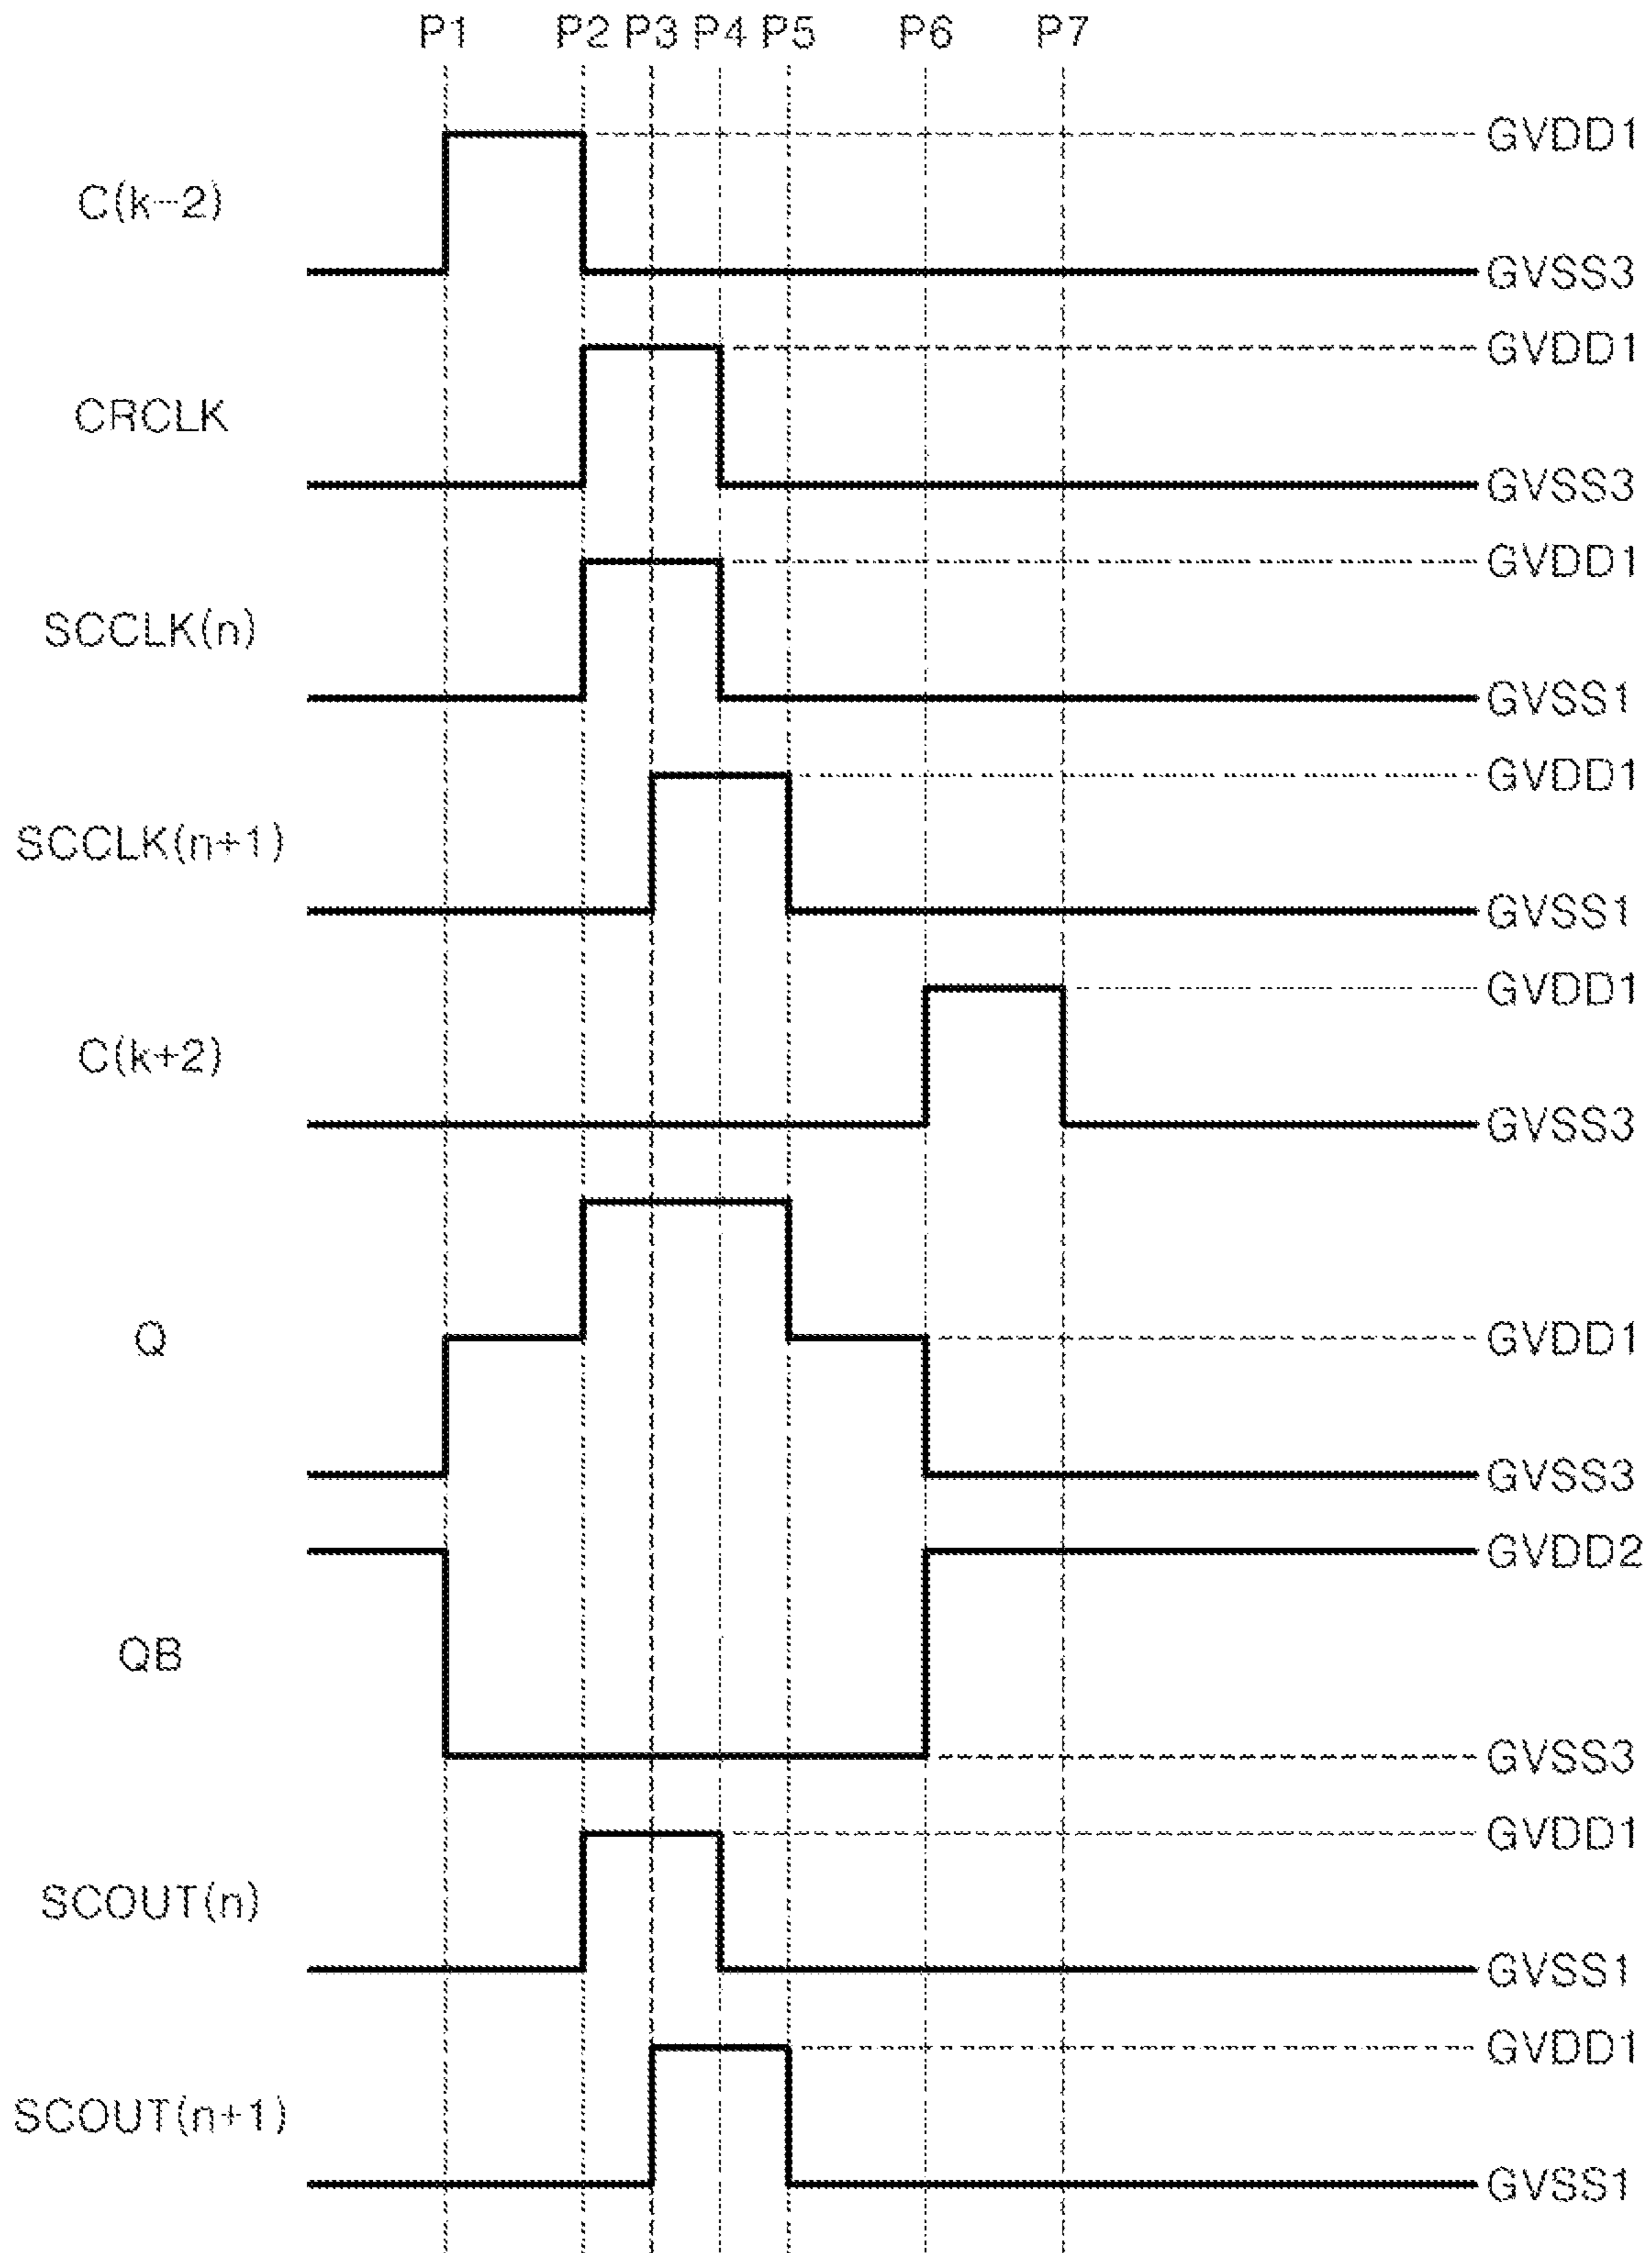 P1 P2 P3 P4 P5 P6 P7
GVDD1
C(k-2)
GVSS3
GVDD1
CRCLK
GVSS3
GVDD1
SCCLK(n)
GVSS1
GVDD1
SCCLK(n+1)
GVSS1
GVDD1
C(k+2)
GVSS3
Q
GVDD1
GVSS3
GVDD2
QB
GVSS3
GVDD1
SCOUT(n)
GVSS1
GVDD1
SCOUT(n+1)
GVSS1